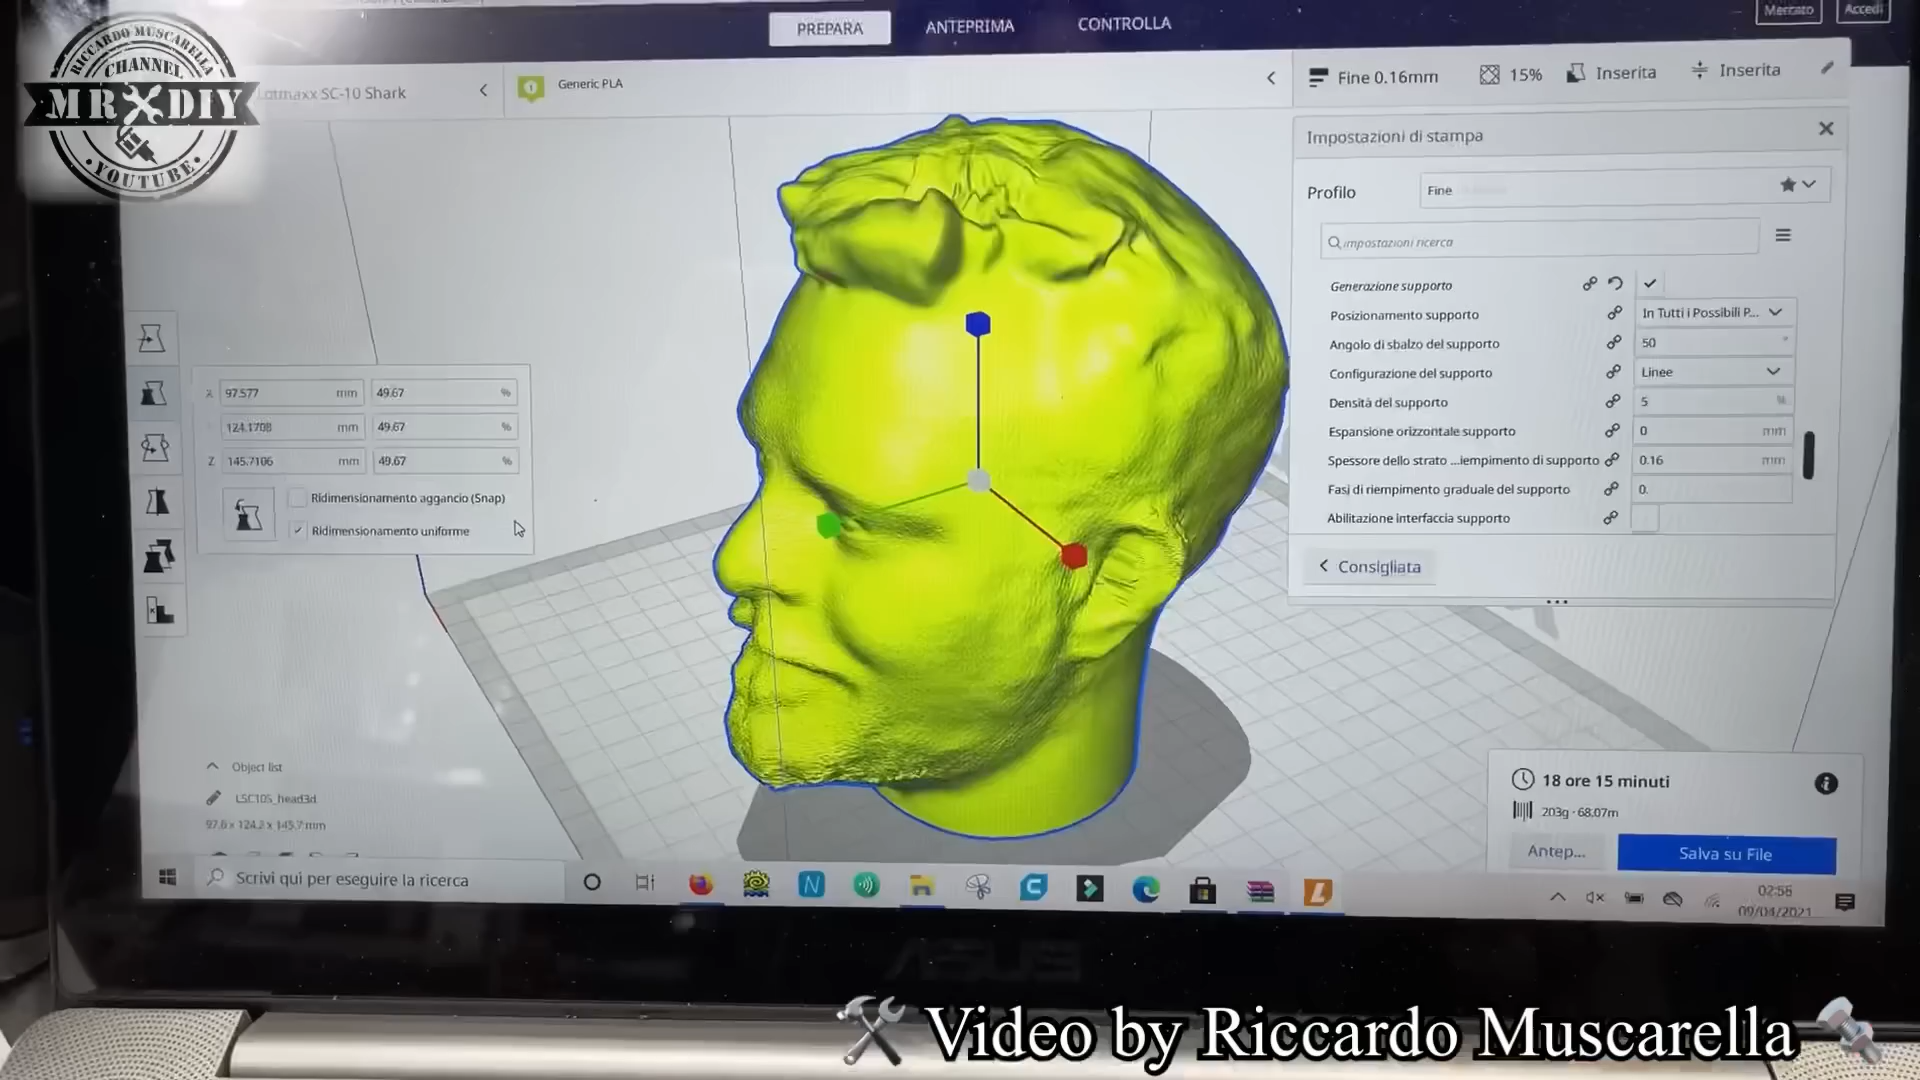 RICCARDO MUSCARELLA
CHANNEL
MR DIY
YOUTUBE
PREPARA
ANTEPRIMA
CONTROLLA
Mercato
Accedi
Lotmaxx SC-10 Shark
1
Generic PLA
Fine 0.16mm
15%
Inserita
Inserita
Impostazioni di stampa
Profilo
Fine
impostazioni ricerca
Generazione supporto
Posizionamento supporto
In Tutti i Possibili P...
Angolo di sbalzo del supporto
50
°
Configurazione del supporto
Linee
Densità del supporto
5
%
Espansione orizzontale supporto
0
mm
Spessore dello strato ...iempimento di supporto
0.16
mm
Fasi di riempimento graduale del supporto
0
Abilitazione interfaccia supporto
Consigliata
X
97.577
mm
49.67
%
124.1708
mm
49.67
%
Z
145.7106
mm
49.67
%
Ridimensionamento aggancio (Snap)
Ridimensionamento uniforme
Object list
LSC10S_head3d
97.6 x 124.2 x 145.7 mm
18 ore 15 minuti
203g · 68.07m
Antep...
Salva su File
Scrivi qui per eseguire la ricerca
02:56
09/04/2021
ASUS
Video by Riccardo Muscarella